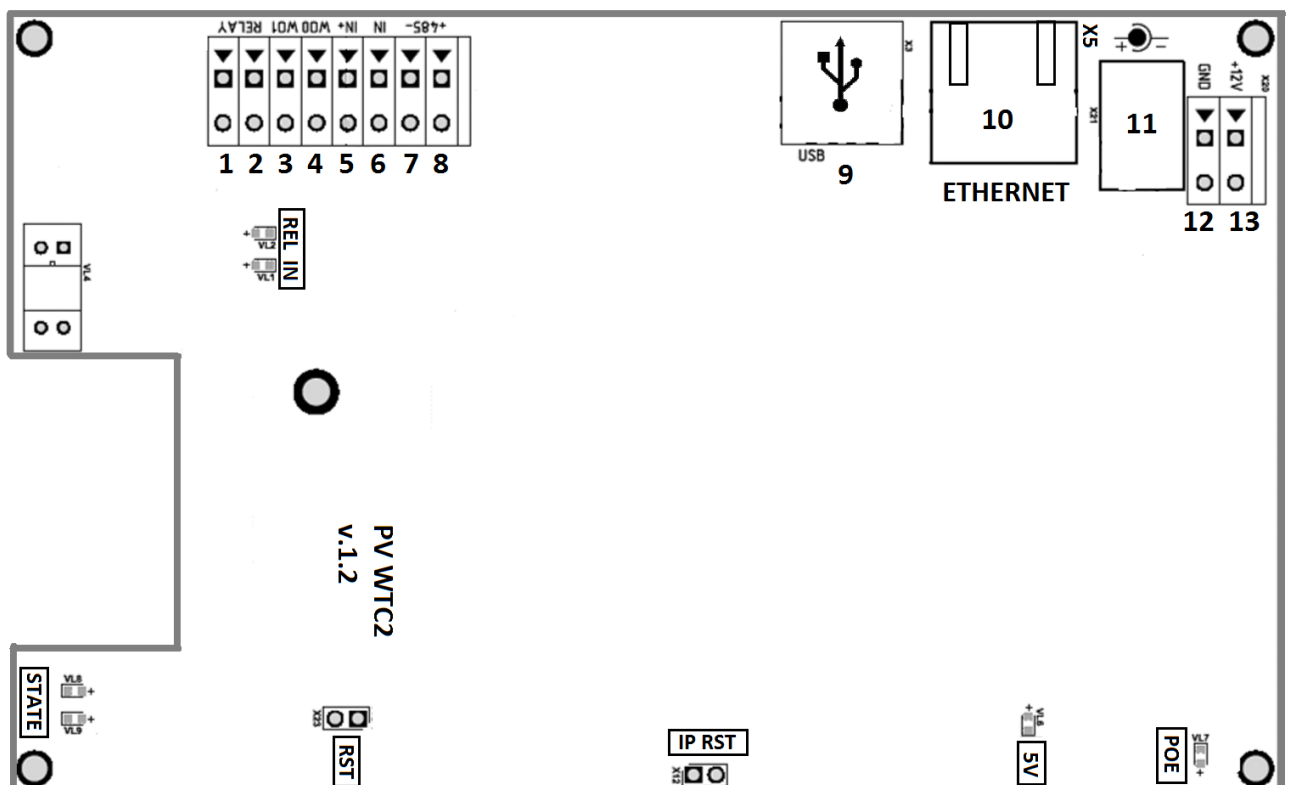 RELAY W01 W00 IN+ IN -485+
1 2 3 4 5 6 7 8
X3
USB
9
X5
10
ETHERNET
+ −
X21
11
GND +12V
X20
12 13
REL IN
+
VL2
+
VL1
VL4
PV WTC2
v.1.2
STATE
VL8
+
+
VL9
X23
RST
IP RST
X12
+
VL6
5V
POE
VL7
+